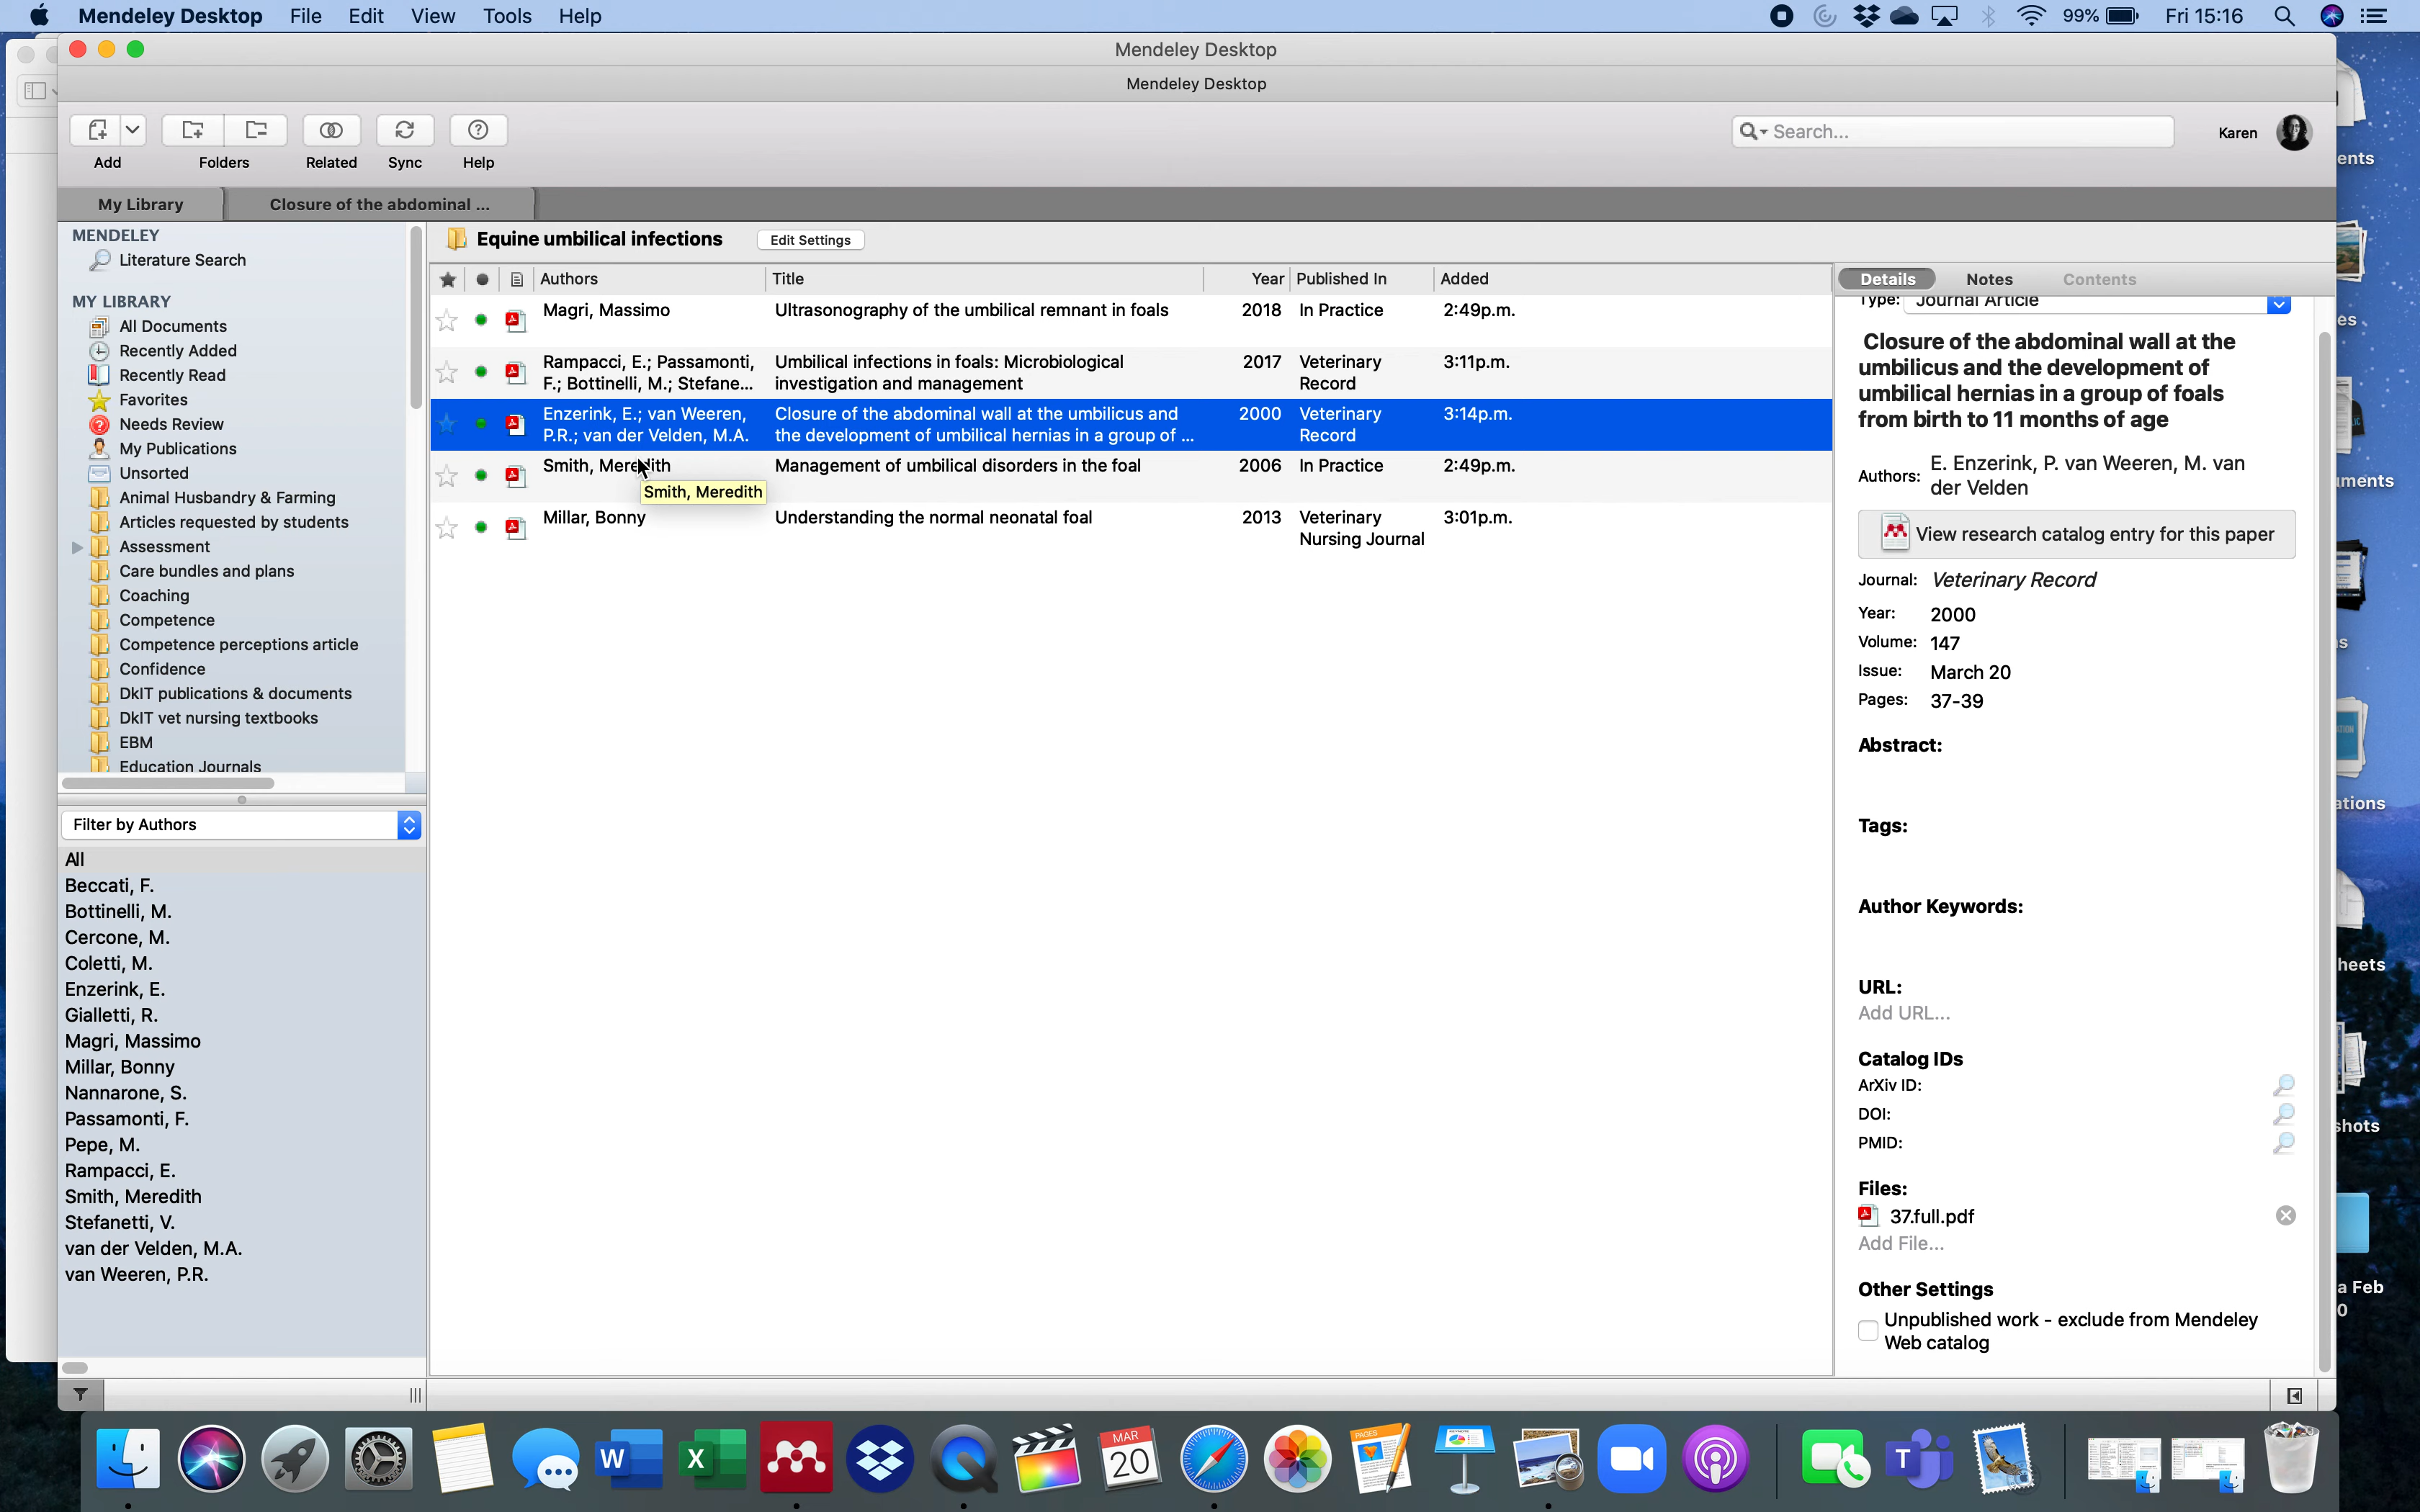 Mendeley Desktop File Edit View Tools Help
99% Fri 15:16
Mendeley Desktop
Mendeley Desktop
Add Folders Related Sync Help
Search...
Karen
My Library Closure of the abdominal ...
MENDELEY
Literature Search
MY LIBRARY
All Documents
Recently Added
Recently Read
Favorites
Needs Review
My Publications
Unsorted
Animal Husbandry & Farming
Articles requested by students
Assessment
Care bundles and plans
Coaching
Competence
Competence perceptions article
Confidence
DkIT publications & documents
DkIT vet nursing textbooks
EBM
Education Journals
Filter by Authors
All
Beccati, F.
Bottinelli, M.
Cercone, M.
Coletti, M.
Enzerink, E.
Gialletti, R.
Magri, Massimo
Millar, Bonny
Nannarone, S.
Passamonti, F.
Pepe, M.
Rampacci, E.
Smith, Meredith
Stefanetti, V.
van der Velden, M.A.
van Weeren, P.R.
Equine umbilical infections Edit Settings
Authors Title Year Published In Added
Magri, Massimo Ultrasonography of the umbilical remnant in foals 2018 In Practice 2:49p.m.
Rampacci, E.; Passamonti, Umbilical infections in foals: Microbiological 2017 Veterinary 3:11p.m.
F.; Bottinelli, M.; Stefane... investigation and management Record
Enzerink, E.; van Weeren, Closure of the abdominal wall at the umbilicus and 2000 Veterinary 3:14p.m.
P.R.; van der Velden, M.A. the development of umbilical hernias in a group of ... Record
Smith, Meredith Management of umbilical disorders in the foal 2006 In Practice 2:49p.m.
Smith, Meredith
Millar, Bonny Understanding the normal neonatal foal 2013 Veterinary 3:01p.m.
Nursing Journal
Details Notes Contents
Type: Journal Article
Closure of the abdominal wall at the
umbilicus and the development of
umbilical hernias in a group of foals
from birth to 11 months of age
Authors: E. Enzerink, P. van Weeren, M. van
der Velden
View research catalog entry for this paper
Journal: Veterinary Record
Year: 2000
Volume: 147
Issue: March 20
Pages: 37-39
Abstract:
Tags:
Author Keywords:
URL:
Add URL...
Catalog IDs
ArXiv ID:
DOI:
PMID:
Files:
37.full.pdf
Add File...
Other Settings
Unpublished work - exclude from Mendeley
Web catalog
ents
es
uments
s
ations
heets
shots
a Feb
0
W X MAR
20
PAGES
T